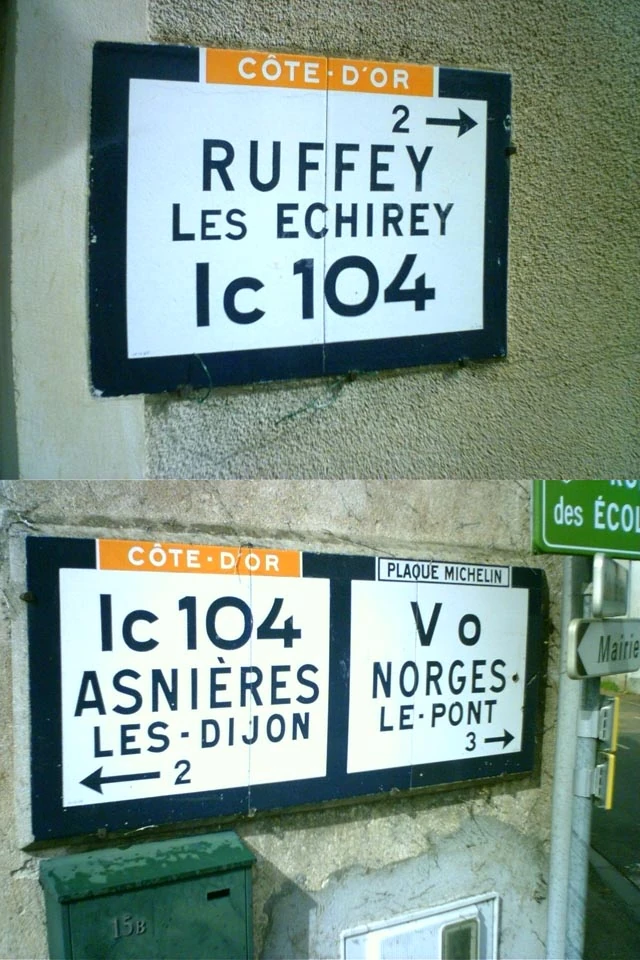 CÔTE·D'OR
2 →
RUFFEY
LES ECHIREY
Ic 104
CÔTE·D'OR
Ic 104
ASNIÈRES
LES-DIJON
← 2
PLAQUE MICHELIN
Vo
NORGES
LE-PONT
3 →
des ÉCOL
Mairie
15B